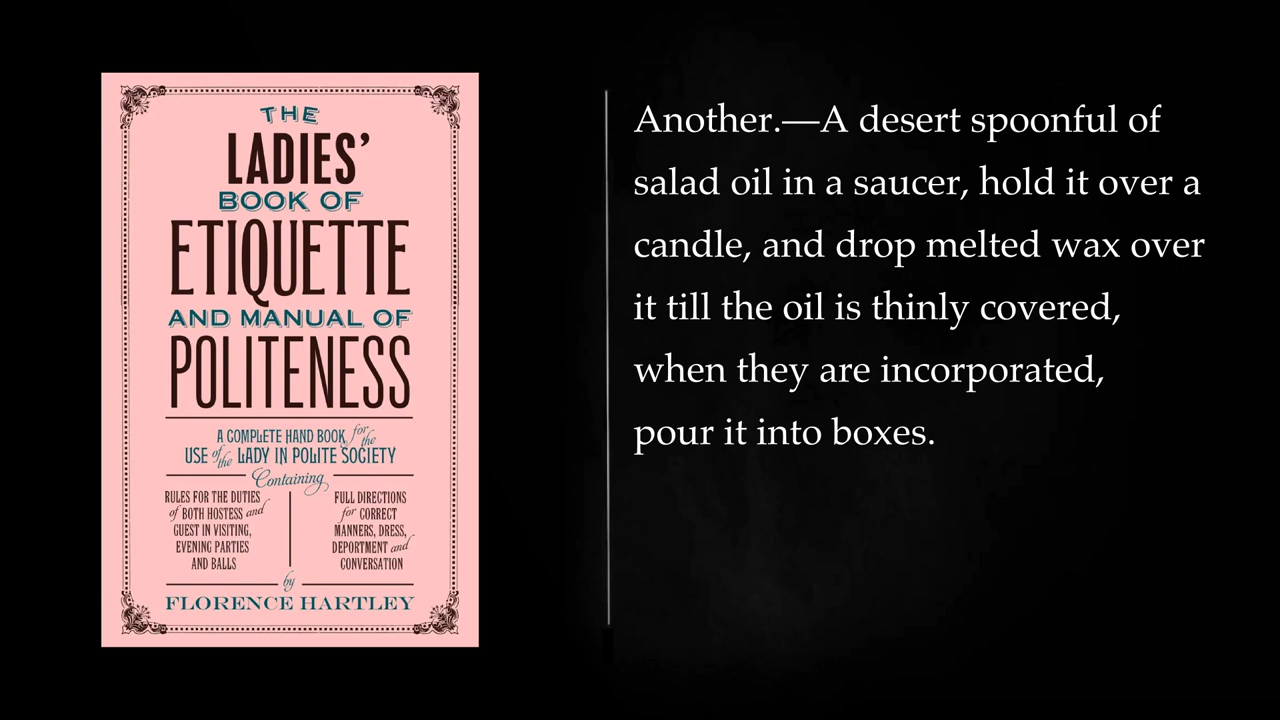 THE
LADIES’
BOOK OF
ETIQUETTE
AND MANUAL OF
POLITENESS
A COMPLETE HAND BOOK for the
USE of the LADY IN POLITE SOCIETY
Containing
RULES FOR THE DUTIES
of BOTH HOSTESS and
GUEST IN VISITING,
EVENING PARTIES
AND BALLS
FULL DIRECTIONS
for CORRECT
MANNERS, DRESS,
DEPORTMENT and
CONVERSATION
by
FLORENCE HARTLEY
Another.—A desert spoonful of
salad oil in a saucer, hold it over a
candle, and drop melted wax over
it till the oil is thinly covered,
when they are incorporated,
pour it into boxes.